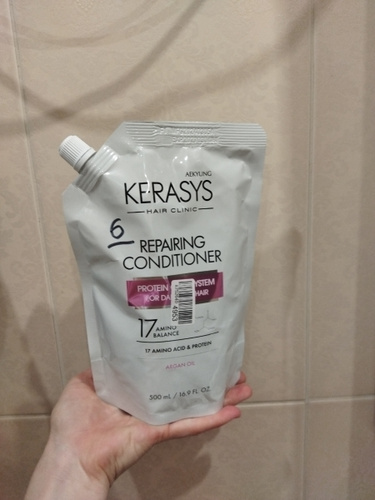 AEKYUNG
KERASYS
HAIR CLINIC
6
REPAIRING
CONDITIONER
PROTEIN SYSTEM
FOR HAIR
17 AMINO
BALANCE
17 AMINO ACID & PROTEIN
ARGAN OIL
500 mL / 16.9 FL OZ